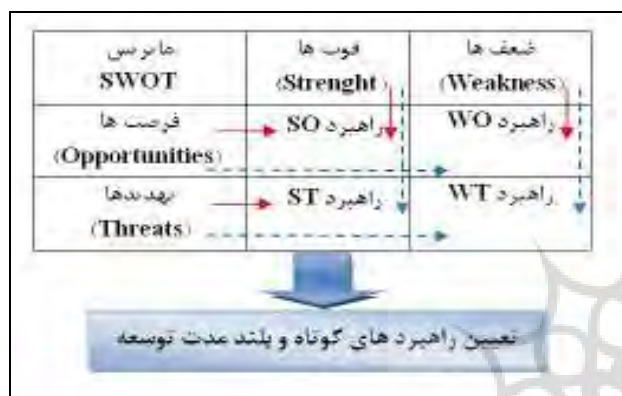 ماتریس
SWOT
قوت ها
(Strenght)
ضعف ها
(Weakness)
فرصت ها
(Opportunities)
راهبرد SO
راهبرد WO
تهدیدها
(Threats)
راهبرد ST
راهبرد WT
تعیین راهبرد های کوتاه و بلند مدت توسعه